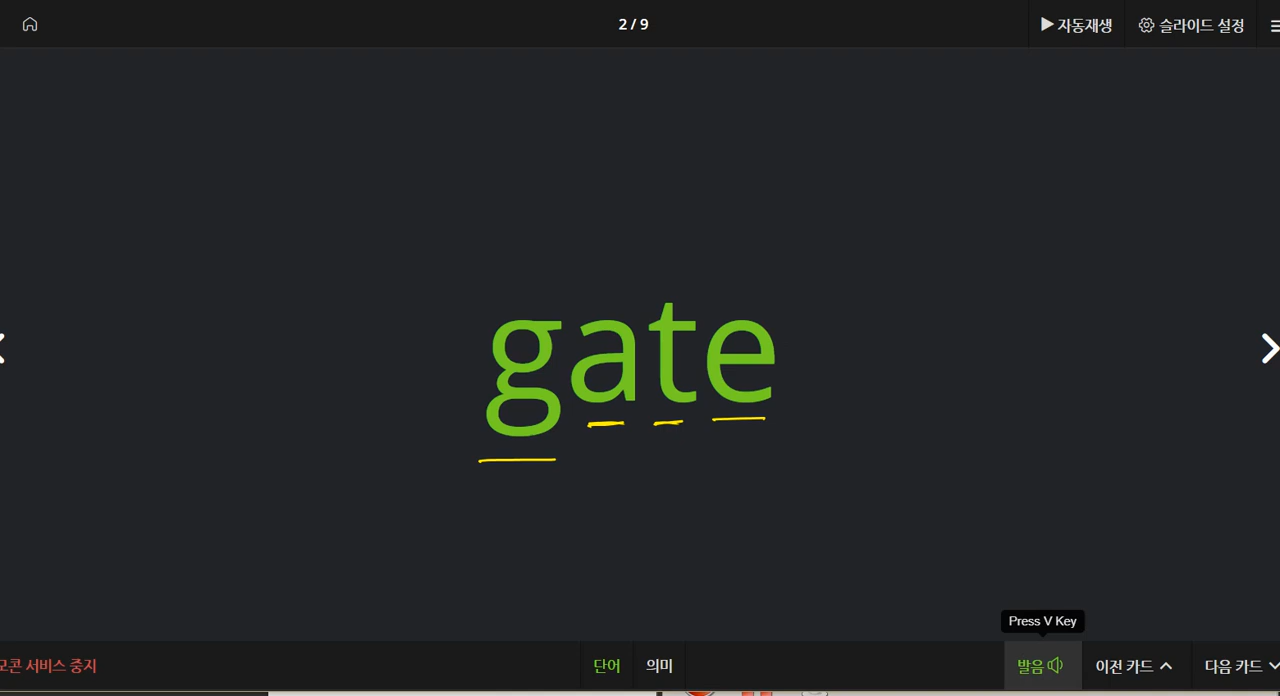 2 / 9
자동재생
슬라이드 설정
gate
Press V Key
모콘 서비스 중지
단어
의미
발음
이전 카드
다음 카드